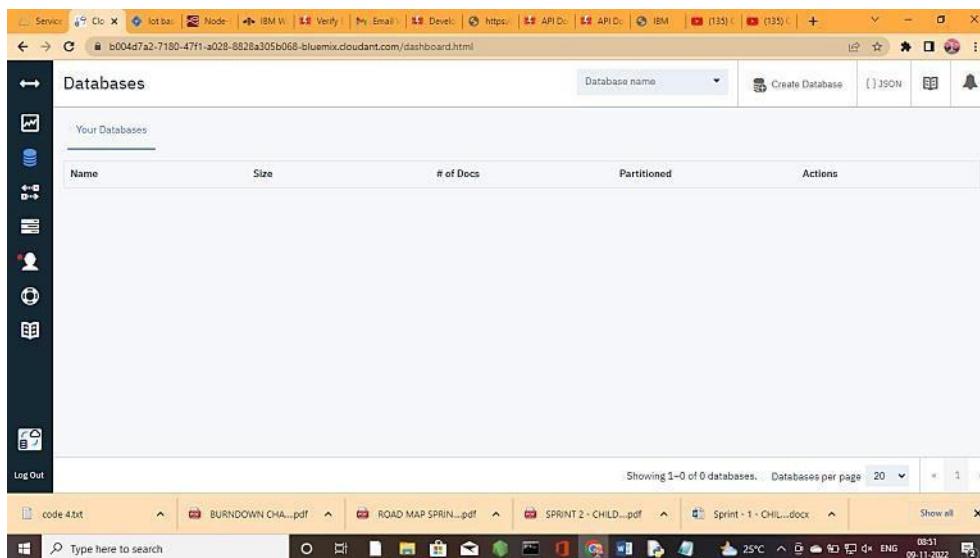 Servic Clo lot ba Node- IBM W Verify Email Develo https:/ API Do API Do IBM (135) ( (135) (
b004d7a2-7180-47f1-a028-8828a305b068-bluemix.cloudant.com/dashboard.html
Databases Database name Create Database { } JSON
Your Databases
Name Size # of Docs Partitioned Actions
Log Out
Showing 1–0 of 0 databases. Databases per page 20 « 1
code 4.txt BURNDOWN CHA....pdf ROAD MAP SPRIN....pdf SPRINT 2 - CHILD....pdf Sprint - 1 - CHIL....docx Show all
Type here to search 25°C ENG 08:51
09-11-2022